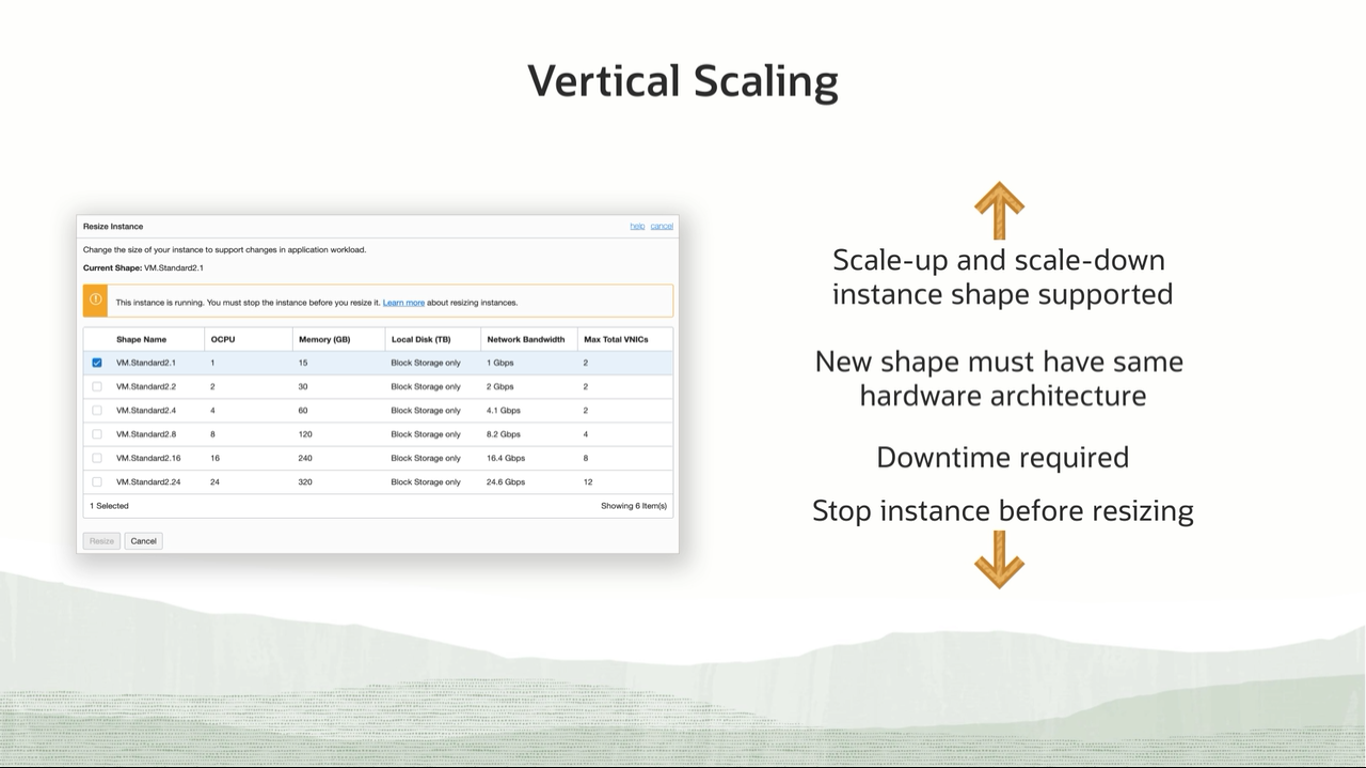 Vertical Scaling
Resize Instance help cancel
Change the size of your instance to support changes in application workload.
Current Shape: VM.Standard2.1
This instance is running. You must stop the instance before you resize it. Learn more about resizing instances.
Shape Name OCPU Memory (GB) Local Disk (TB) Network Bandwidth Max Total VNICs
VM.Standard2.1 1 15 Block Storage only 1 Gbps 2
VM.Standard2.2 2 30 Block Storage only 2 Gbps 2
VM.Standard2.4 4 60 Block Storage only 4.1 Gbps 2
VM.Standard2.8 8 120 Block Storage only 8.2 Gbps 4
VM.Standard2.16 16 240 Block Storage only 16.4 Gbps 8
VM.Standard2.24 24 320 Block Storage only 24.6 Gbps 12
1 Selected Showing 6 Item(s)
Resize Cancel
Scale-up and scale-down
instance shape supported
New shape must have same
hardware architecture
Downtime required
Stop instance before resizing